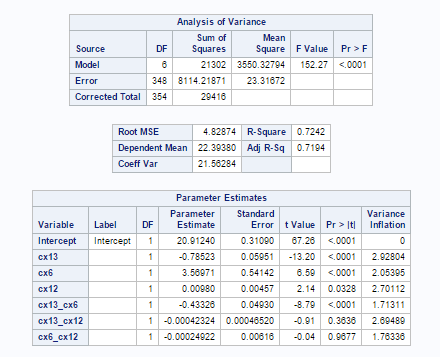 Analysis of Variance
Source DF Sum of Squares Mean Square F Value Pr > F
Model 6 21302 3550.32794 152.27 <.0001
Error 348 8114.21871 23.31672
Corrected Total 354 29416
Root MSE 4.82874 R-Square 0.7242
Dependent Mean 22.39380 Adj R-Sq 0.7194
Coeff Var 21.56284
Parameter Estimates
Variable Label DF Parameter Estimate Standard Error t Value Pr > |t| Variance Inflation
Intercept Intercept 1 20.91240 0.31090 67.26 <.0001 0
cx13 1 -0.78523 0.05951 -13.20 <.0001 2.92804
cx6 1 3.56971 0.54142 6.59 <.0001 2.05395
cx12 1 0.00980 0.00457 2.14 0.0328 2.70112
cx13_cx6 1 -0.43326 0.04930 -8.79 <.0001 1.71311
cx13_cx12 1 -0.00042324 0.00046520 -0.91 0.3636 2.69489
cx6_cx12 1 -0.00024922 0.00616 -0.04 0.9677 1.76336